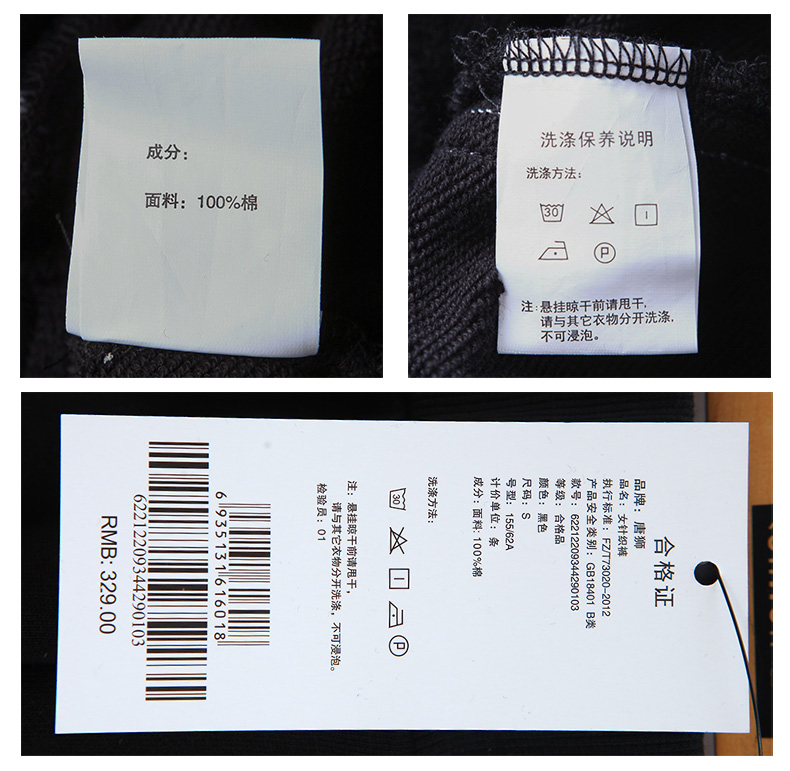 成分：
面料：100%棉
洗涤保养说明
洗涤方法：
30
P
注：悬挂晾干前请甩干，
请与其它衣物分开洗涤，
不可浸泡。
合格证
品牌：唐狮
品名：女针织裤
执行标准：FZ/T73020-2012
产品安全类别：GB18401 B类
款号：62212209344290103
等级：合格品
颜色：黑色
尺码：S
号型：155/62A
计价单位：条
成分：面料：100%棉
洗涤方法：
30
P
注：悬挂晾干前请甩干，
请与其它衣物分开洗涤，不可浸泡。
检验员：01
6935131616018
62212209344290103
RMB: 329.00